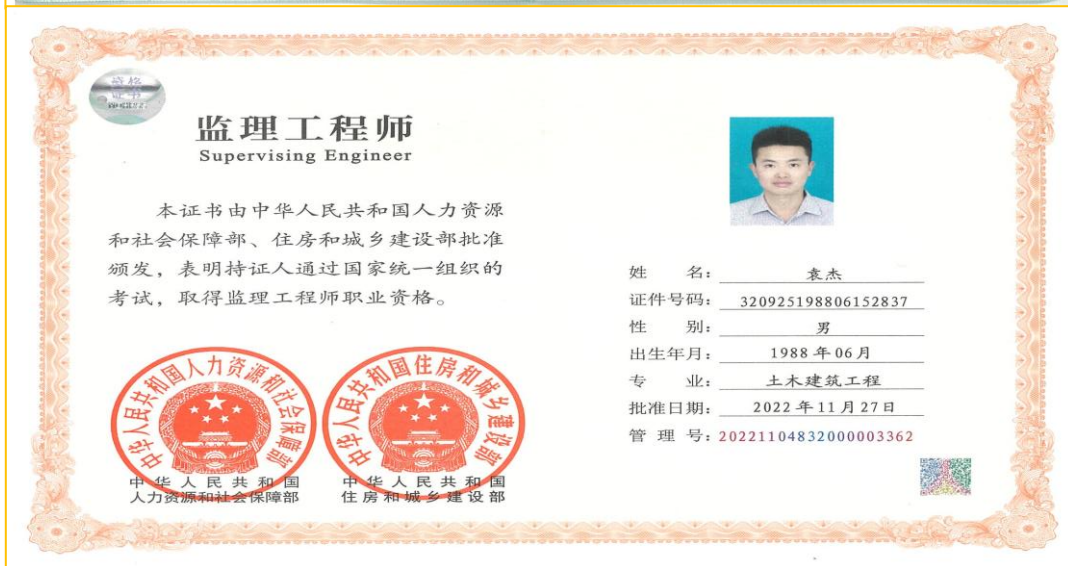 资格
证书
监理工程师
Supervising Engineer
本证书由中华人民共和国人力资源
和社会保障部、住房和城乡建设部批准
颁发，表明持证人通过国家统一组织的
考试，取得监理工程师职业资格。
中华人民共和国人力资源和社会保障部
中华人民共和国住房和城乡建设部
中华人民共和国
人力资源和社会保障部
中华人民共和国
住房和城乡建设部
姓 名：袁杰
证件号码：320925198806152837
性 别：男
出生年月：1988年06月
专 业：土木建筑工程
批准日期：2022年11月27日
管 理 号：20221104832000003362